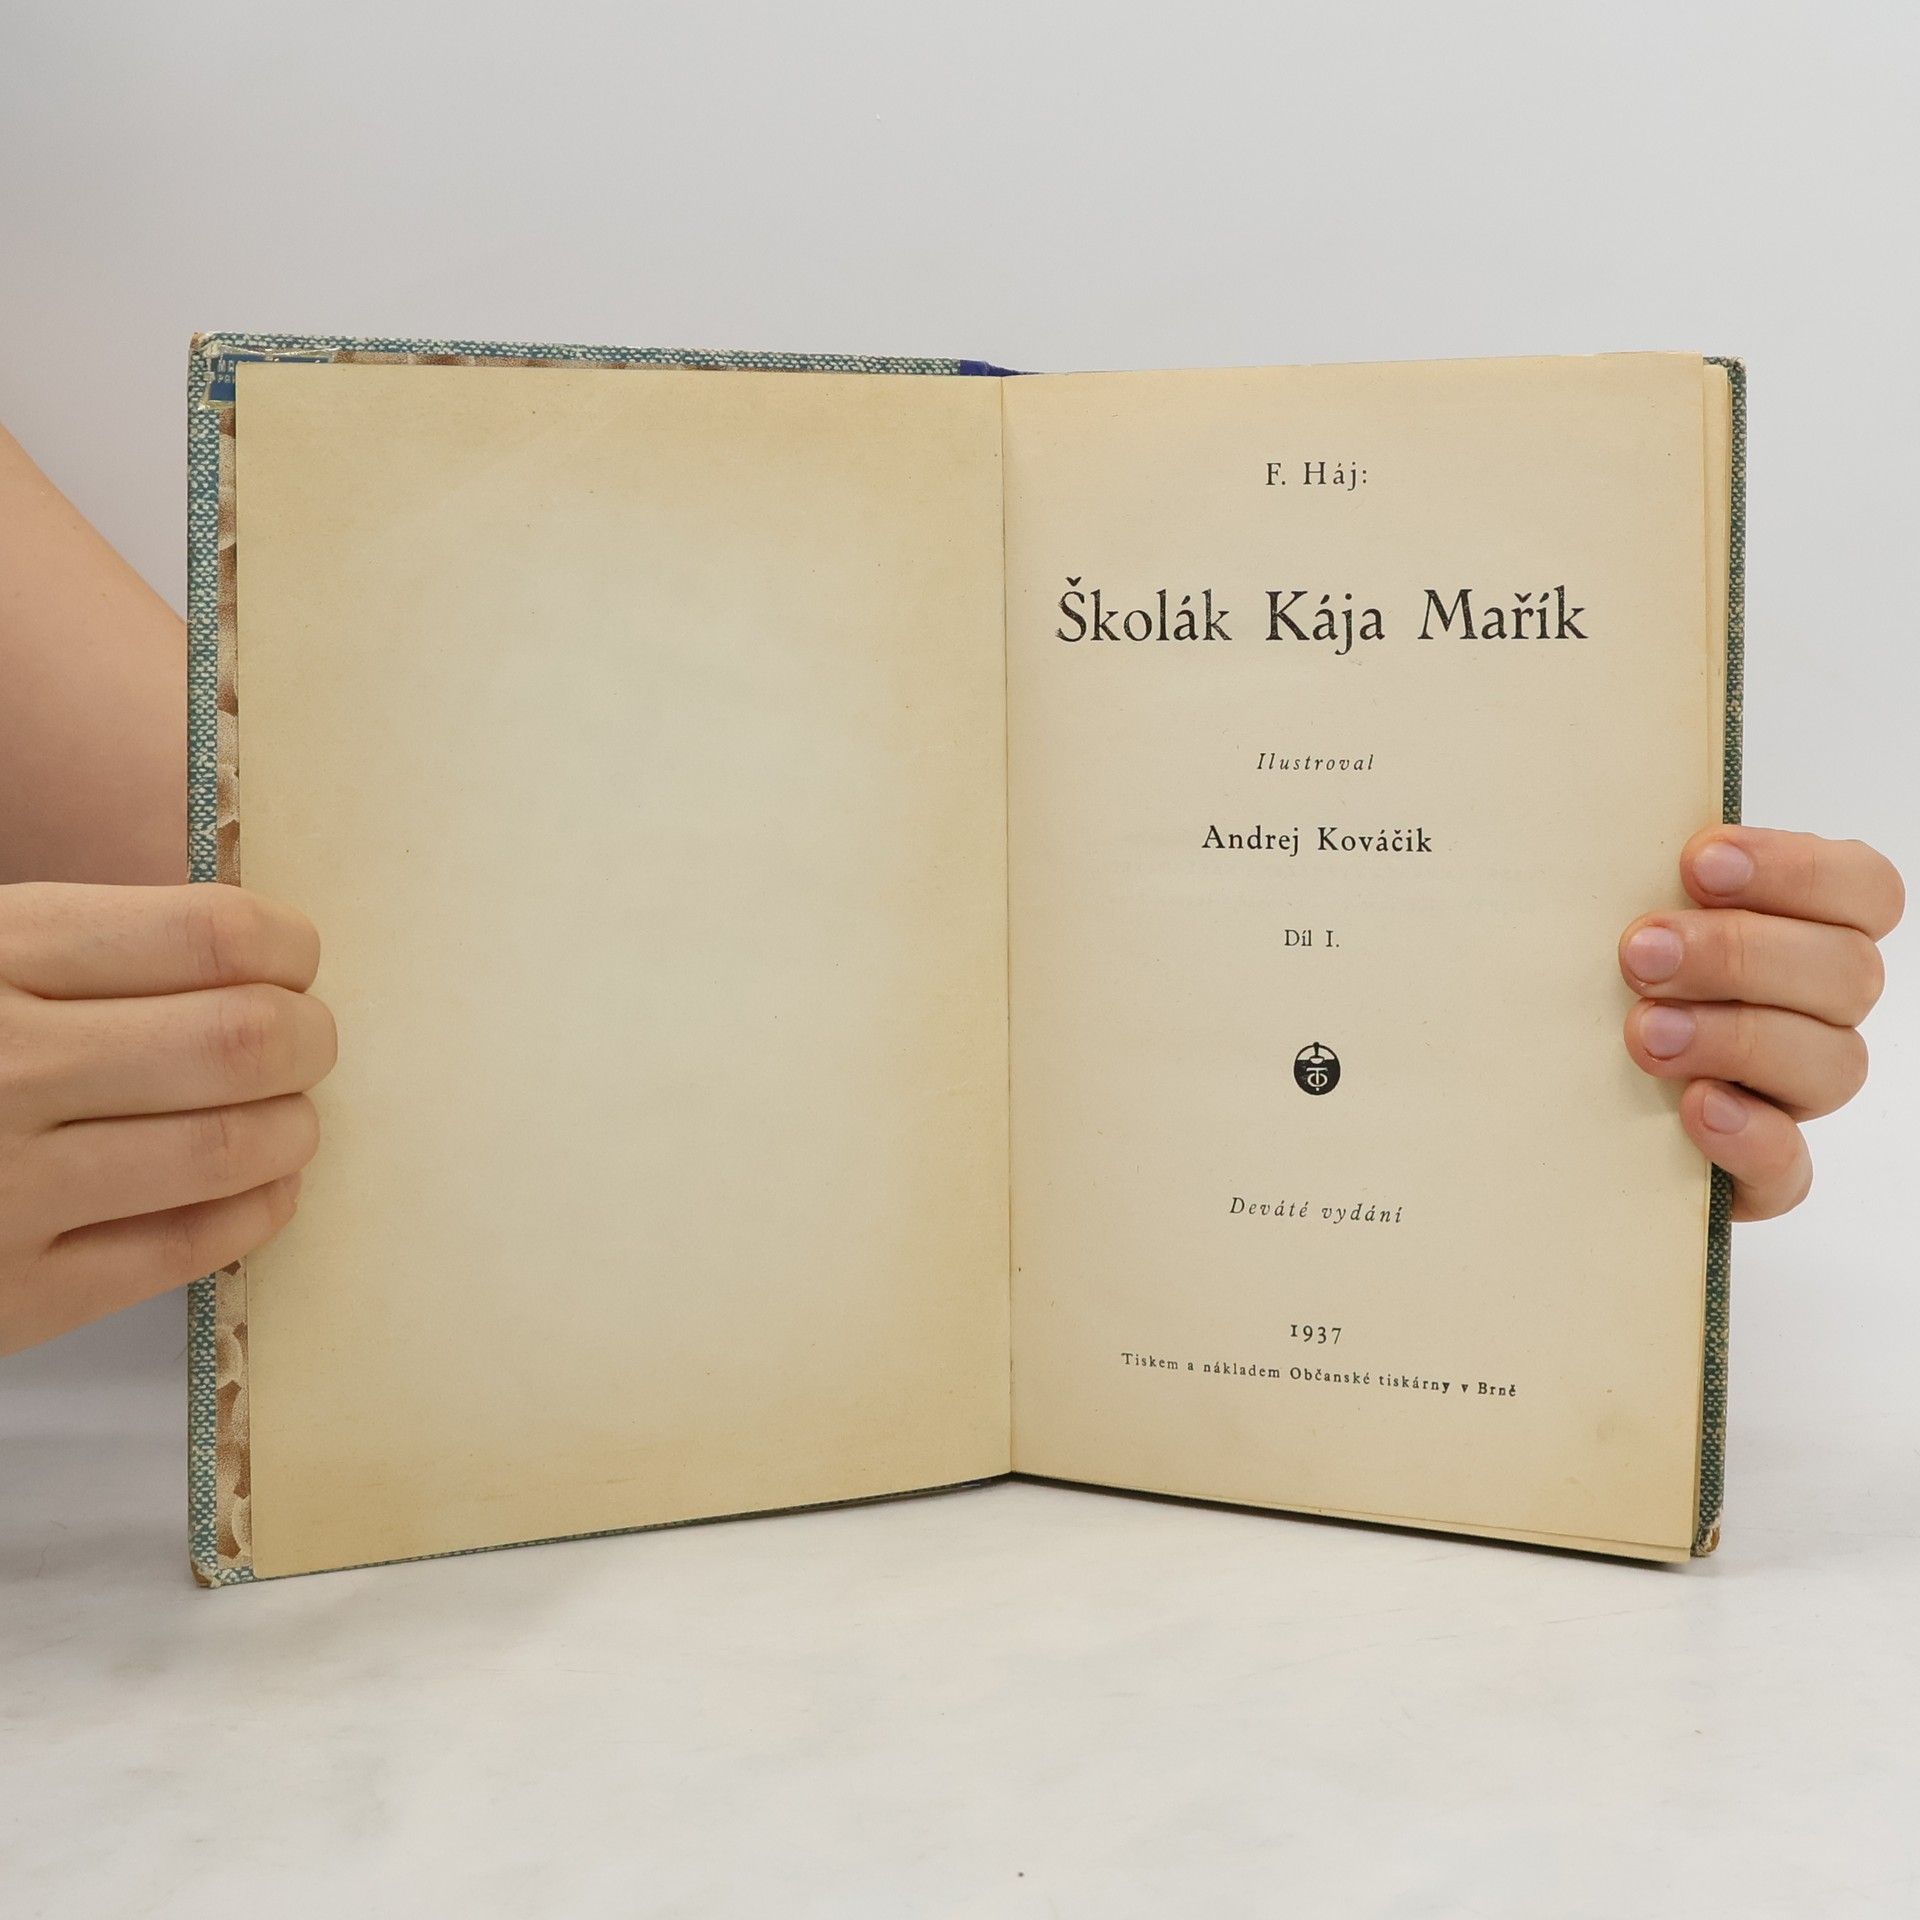 F. Háj:
Školák Kája Mařík
Ilustroval
Andrej Kováčik
Díl I.
Deváté vydání
1937
Tiskem a nákladem Občanské tiskárny v Brně